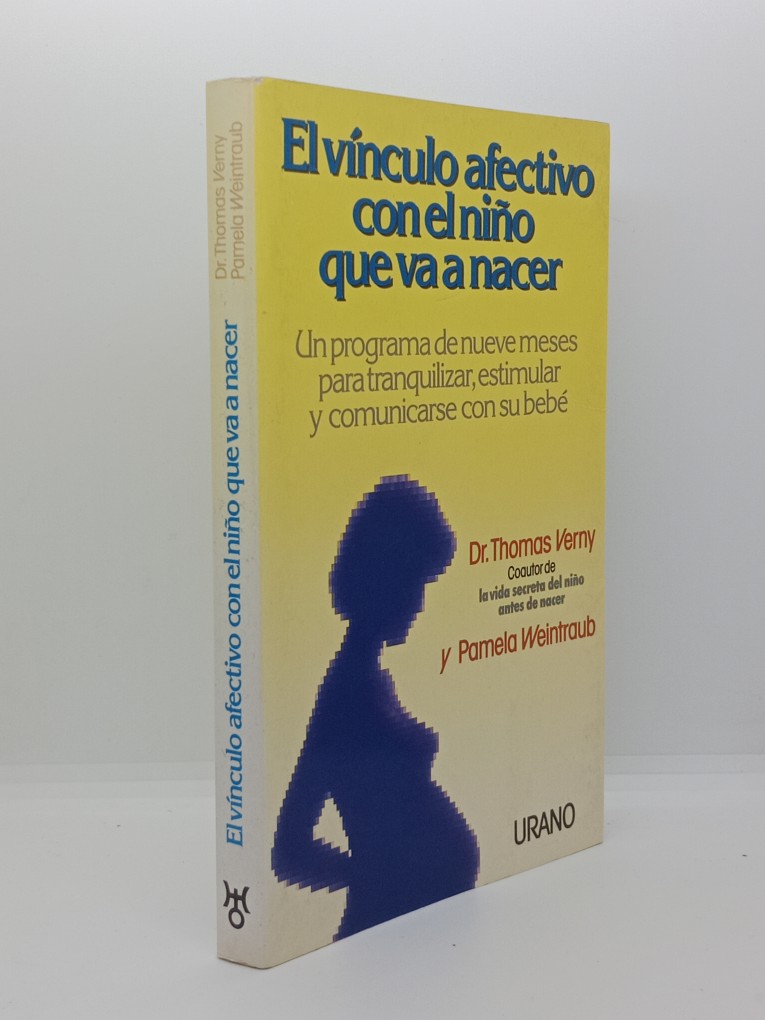 El vínculo afectivo
con el niño
que va a nacer
Un programa de nueve meses
para tranquilizar, estimular
y comunicarse con su bebé
Dr. Thomas Verny
Coautor de
la vida secreta del niño
antes de nacer
y Pamela Weintraub
URANO
Dr. Thomas Verny
Pamela Weintraub
El vínculo afectivo con el niño que va a nacer